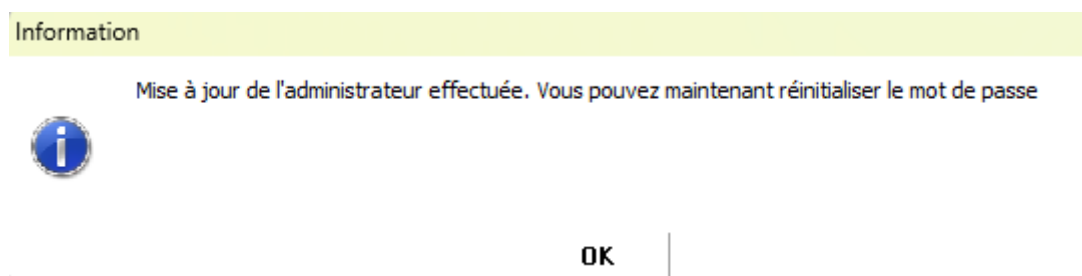 Information
Mise à jour de l'administrateur effectuée. Vous pouvez maintenant réinitialiser le mot de passe
OK